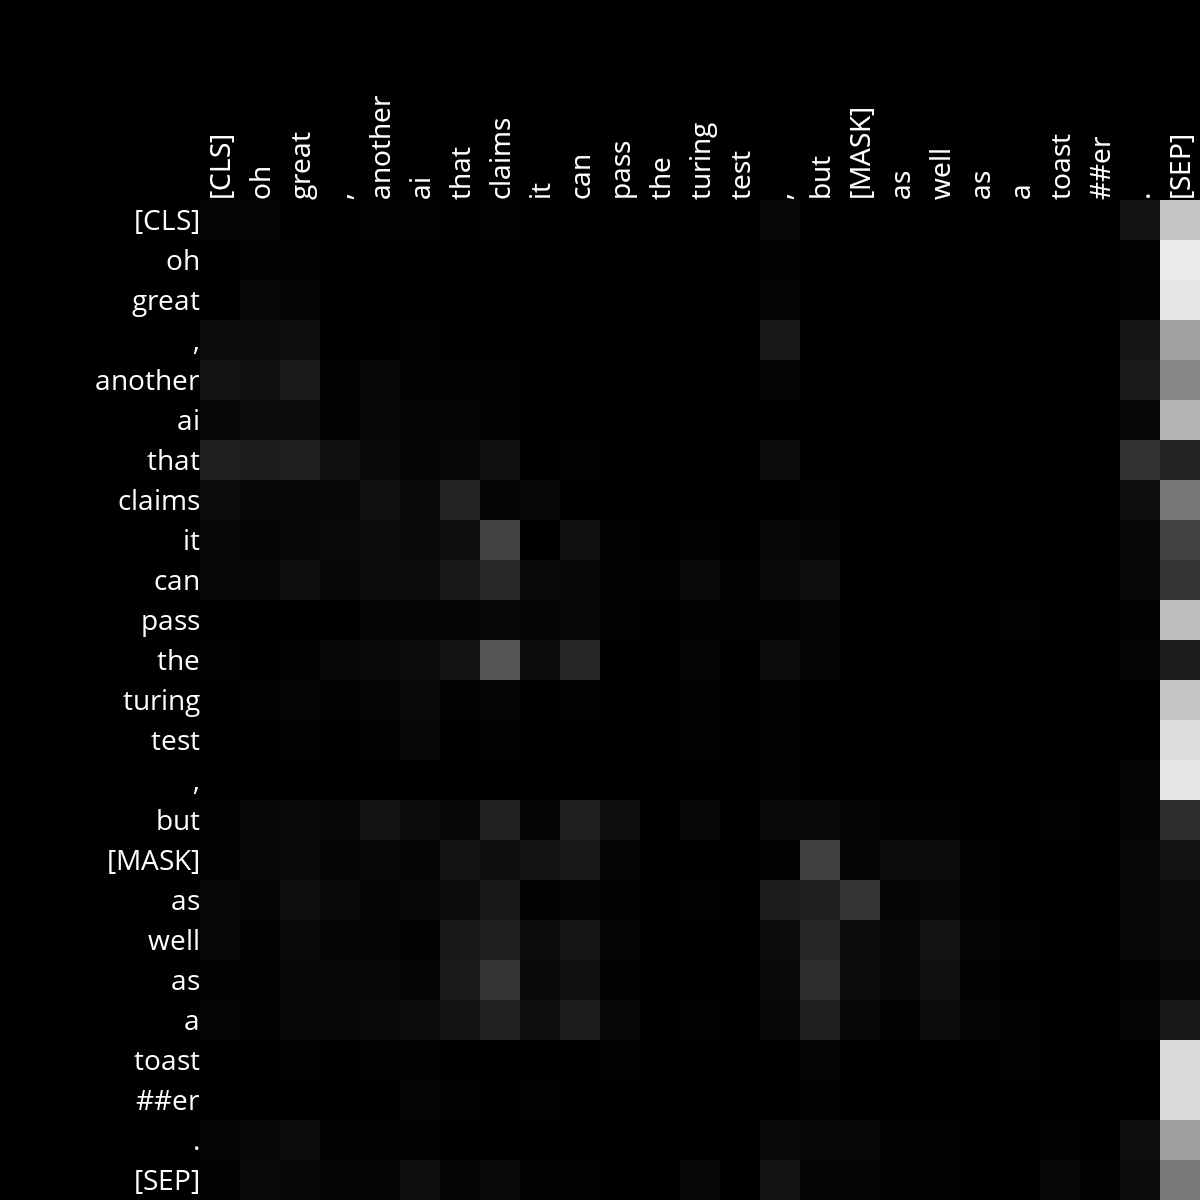 [CLS] oh great , another ai that claims it can pass the turing test , but [MASK] as well as a toast ##er . [SEP]
[CLS]
oh
great
,
another
ai
that
claims
it
can
pass
the
turing
test
,
but
[MASK]
as
well
as
a
toast
##er
.
[SEP]